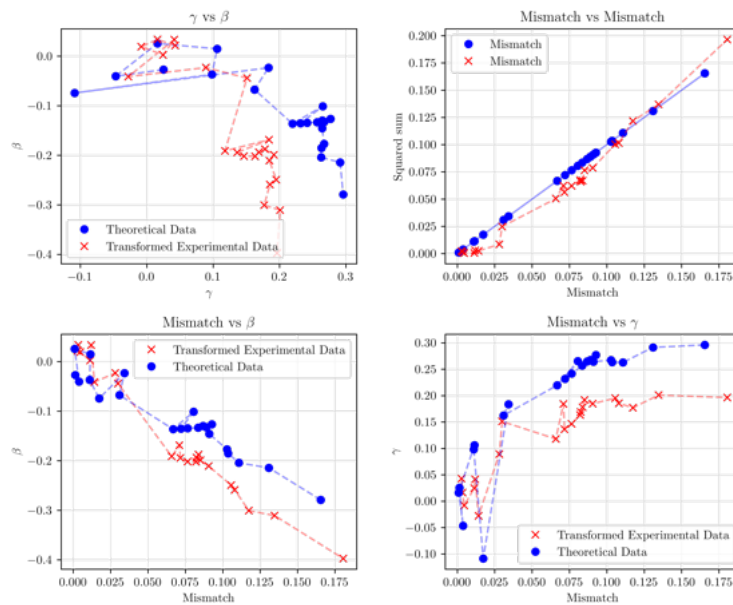 γ vs β
0.0
−0.1
−0.2
−0.3
−0.4
β
Theoretical Data
Transformed Experimental Data
−0.1
0.0
0.1
0.2
0.3
γ
Mismatch vs Mismatch
0.200
0.175
0.150
0.125
0.100
0.075
0.050
0.025
0.000
Squared sum
Mismatch
Mismatch
0.000
0.025
0.050
0.075
0.100
0.125
0.150
0.175
Mismatch
Mismatch vs β
0.0
−0.1
−0.2
−0.3
−0.4
β
Transformed Experimental Data
Theoretical Data
0.000
0.025
0.050
0.075
0.100
0.125
0.150
0.175
Mismatch
Mismatch vs γ
0.30
0.25
0.20
0.15
0.10
0.05
0.00
−0.05
−0.10
γ
Transformed Experimental Data
Theoretical Data
0.000
0.025
0.050
0.075
0.100
0.125
0.150
0.175
Mismatch